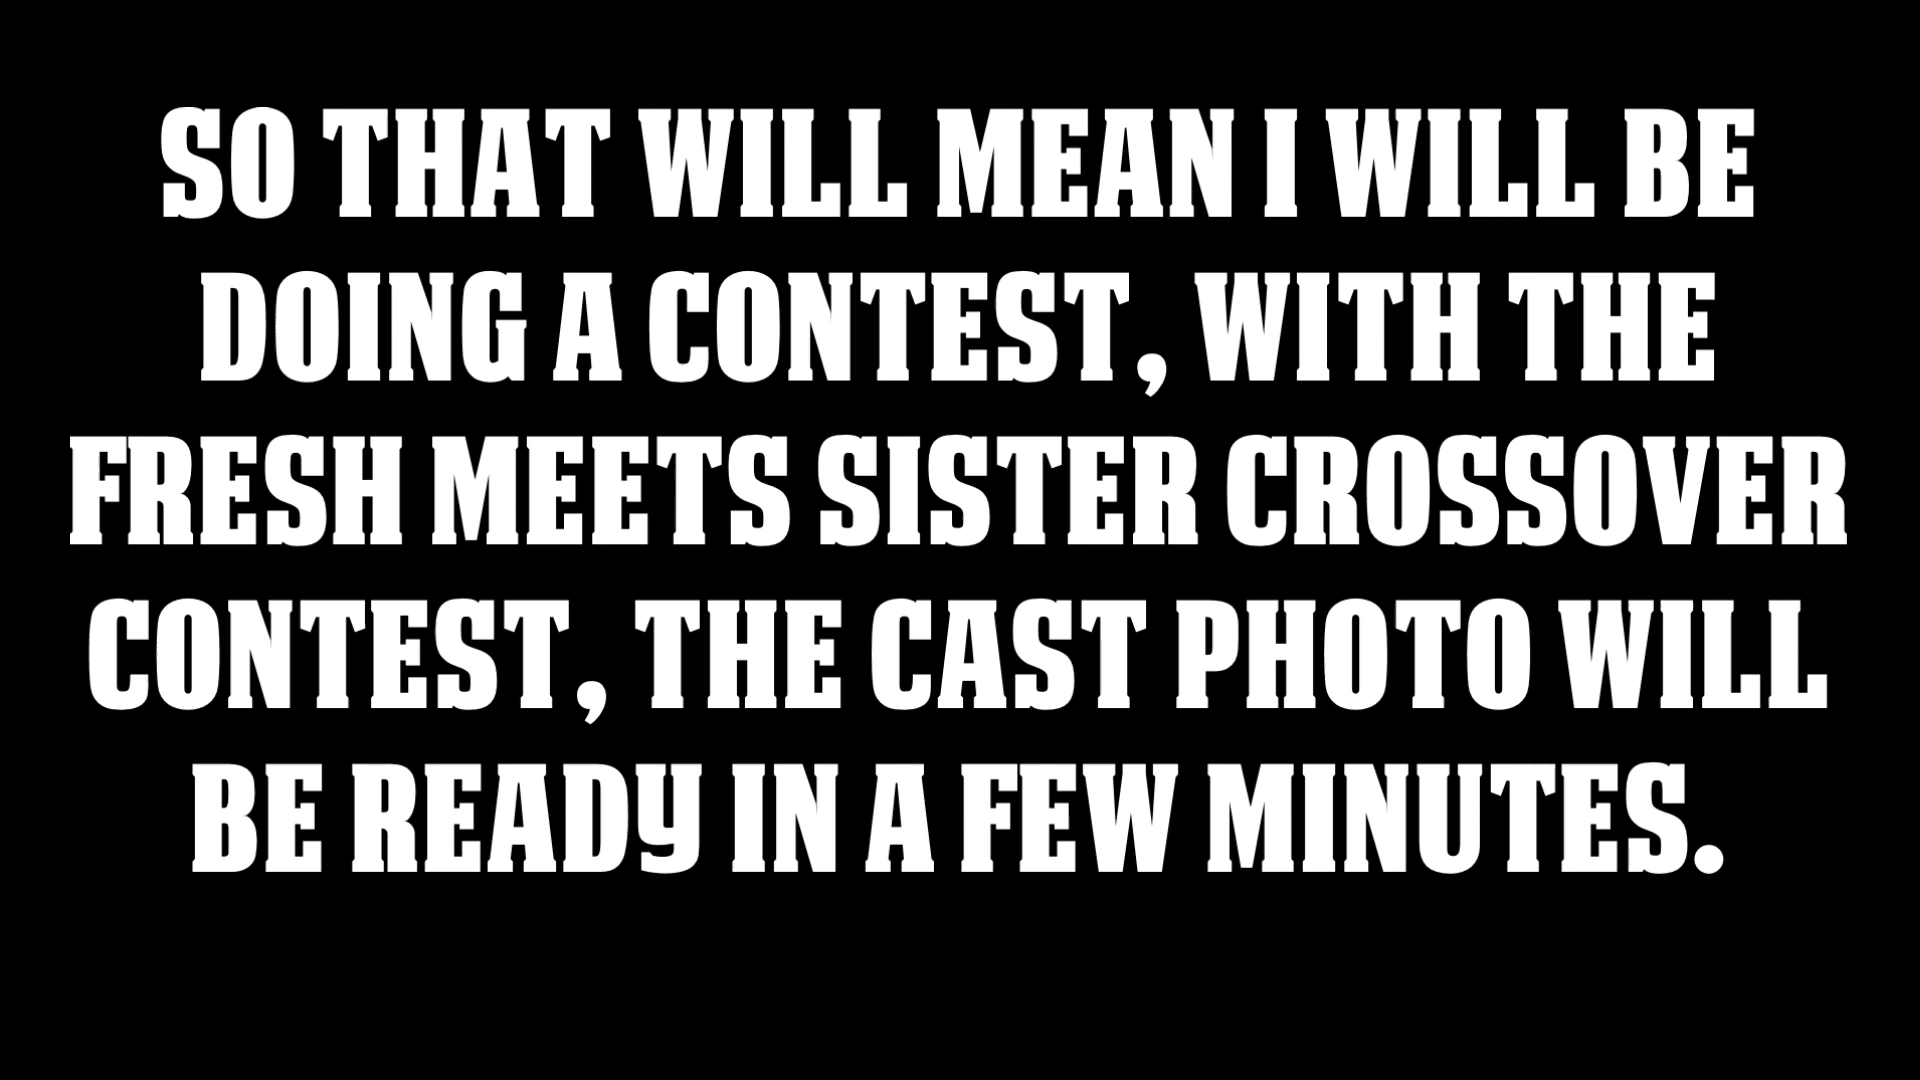 SO THAT WILL MEAN I WILL BE
DOING A CONTEST, WITH THE
FRESH MEETS SISTER CROSSOVER
CONTEST, THE CAST PHOTO WILL
BE READY IN A FEW MINUTES.